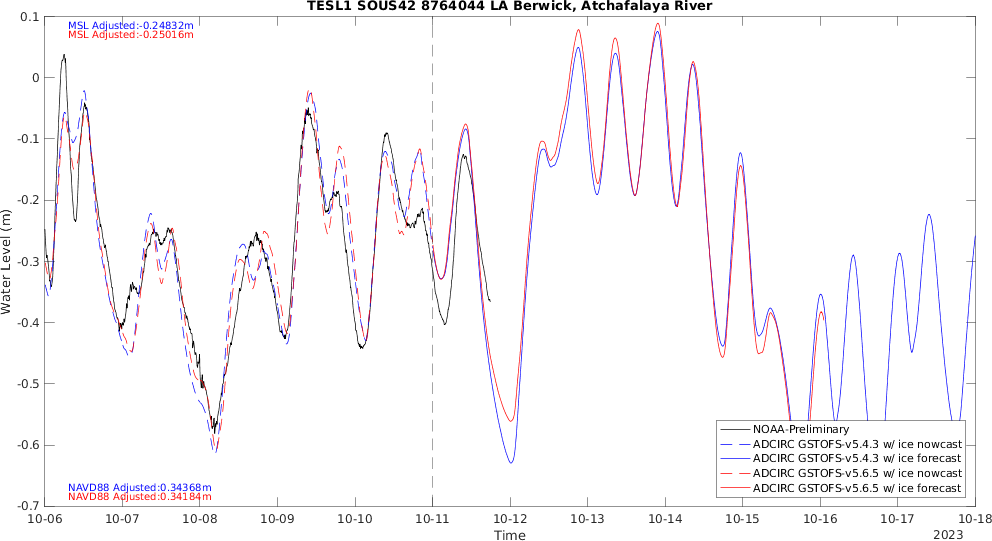 TESL1 SOUS42 8764044 LA Berwick, Atchafalaya River
MSL Adjusted:-0.24832m
MSL Adjusted:-0.25016m
0.1
0
-0.1
-0.2
-0.3
-0.4
-0.5
-0.6
-0.7
Water Level (m)
NOAA-Preliminary
ADCIRC GSTOFS-v5.4.3 w/ ice nowcast
ADCIRC GSTOFS-v5.4.3 w/ ice forecast
ADCIRC GSTOFS-v5.6.5 w/ ice nowcast
ADCIRC GSTOFS-v5.6.5 w/ ice forecast
NAVD88 Adjusted:0.34368m
NAVD88 Adjusted:0.34184m
10-06 10-07 10-08 10-09 10-10 10-11 10-12 10-13 10-14 10-15 10-16 10-17 10-18
Time
2023